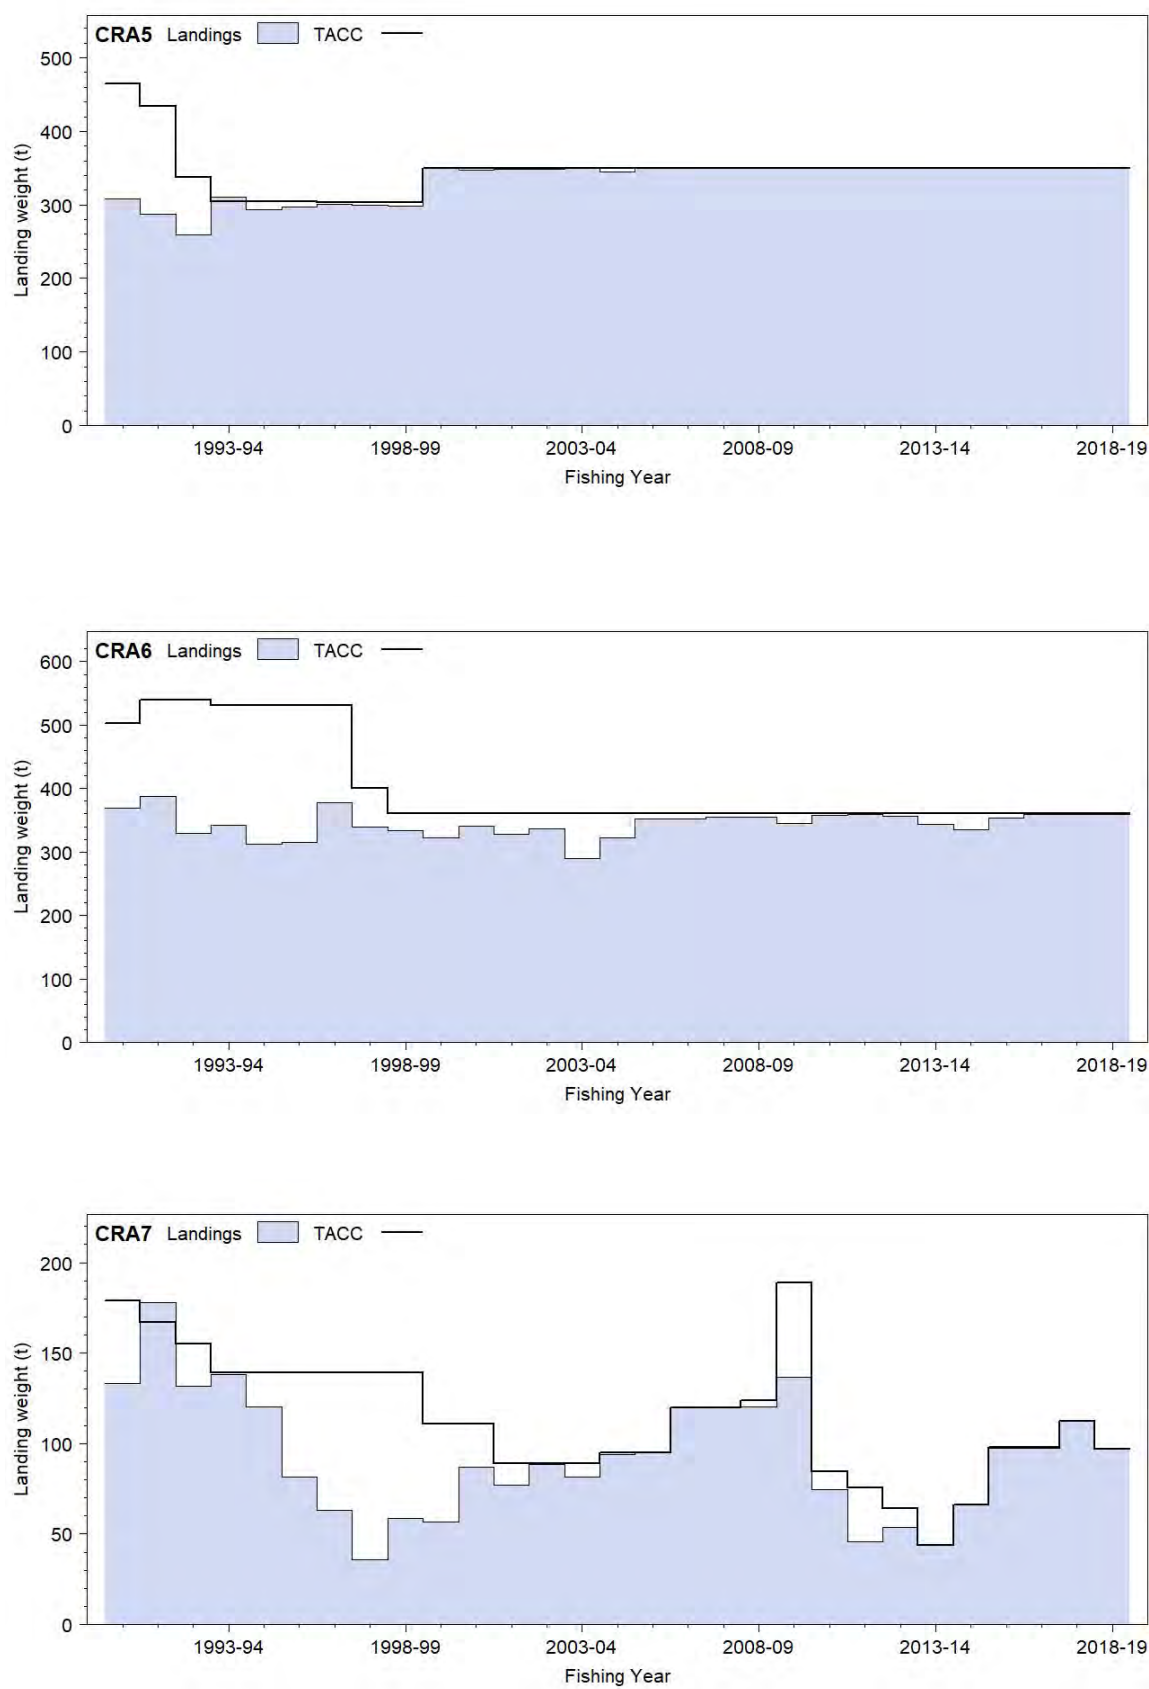 CRA5 Landings TACC
500
400
300
200
100
0
Landing weight (t)
1993-94 1998-99 2003-04 2008-09 2013-14 2018-19
Fishing Year
CRA6 Landings TACC
600
500
400
300
200
100
0
Landing weight (t)
1993-94 1998-99 2003-04 2008-09 2013-14 2018-19
Fishing Year
CRA7 Landings TACC
200
150
100
50
0
Landing weight (t)
1993-94 1998-99 2003-04 2008-09 2013-14 2018-19
Fishing Year